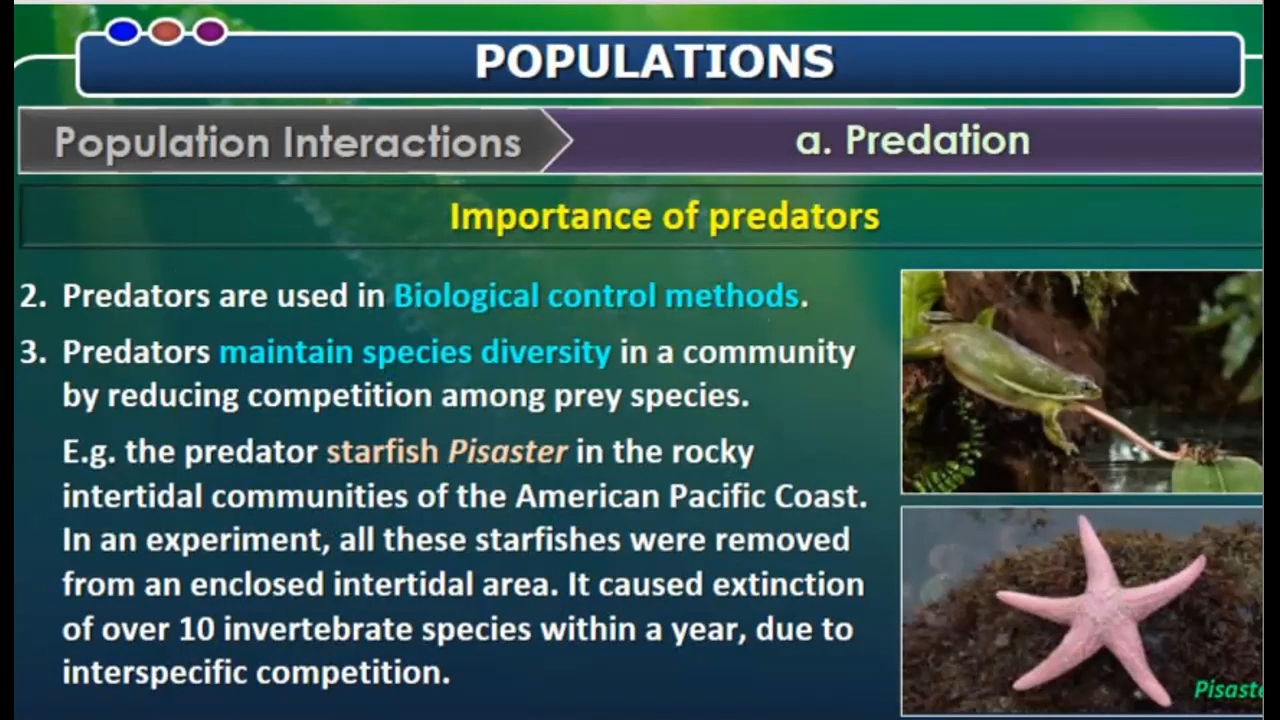 POPULATIONS
Population Interactions
a. Predation
Importance of predators
2. Predators are used in Biological control methods.
3. Predators maintain species diversity in a community
by reducing competition among prey species.
E.g. the predator starfish Pisaster in the rocky
intertidal communities of the American Pacific Coast.
In an experiment, all these starfishes were removed
from an enclosed intertidal area. It caused extinction
of over 10 invertebrate species within a year, due to
interspecific competition.
Pisaste